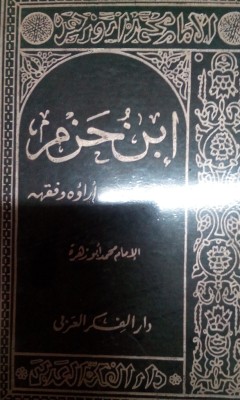 الإمام محمد أبو زهرة
ابن حزم
آراؤه وفقهه
الإمام محمد أبو زهرة
دار الفكر العربي
دار الفكر العربي